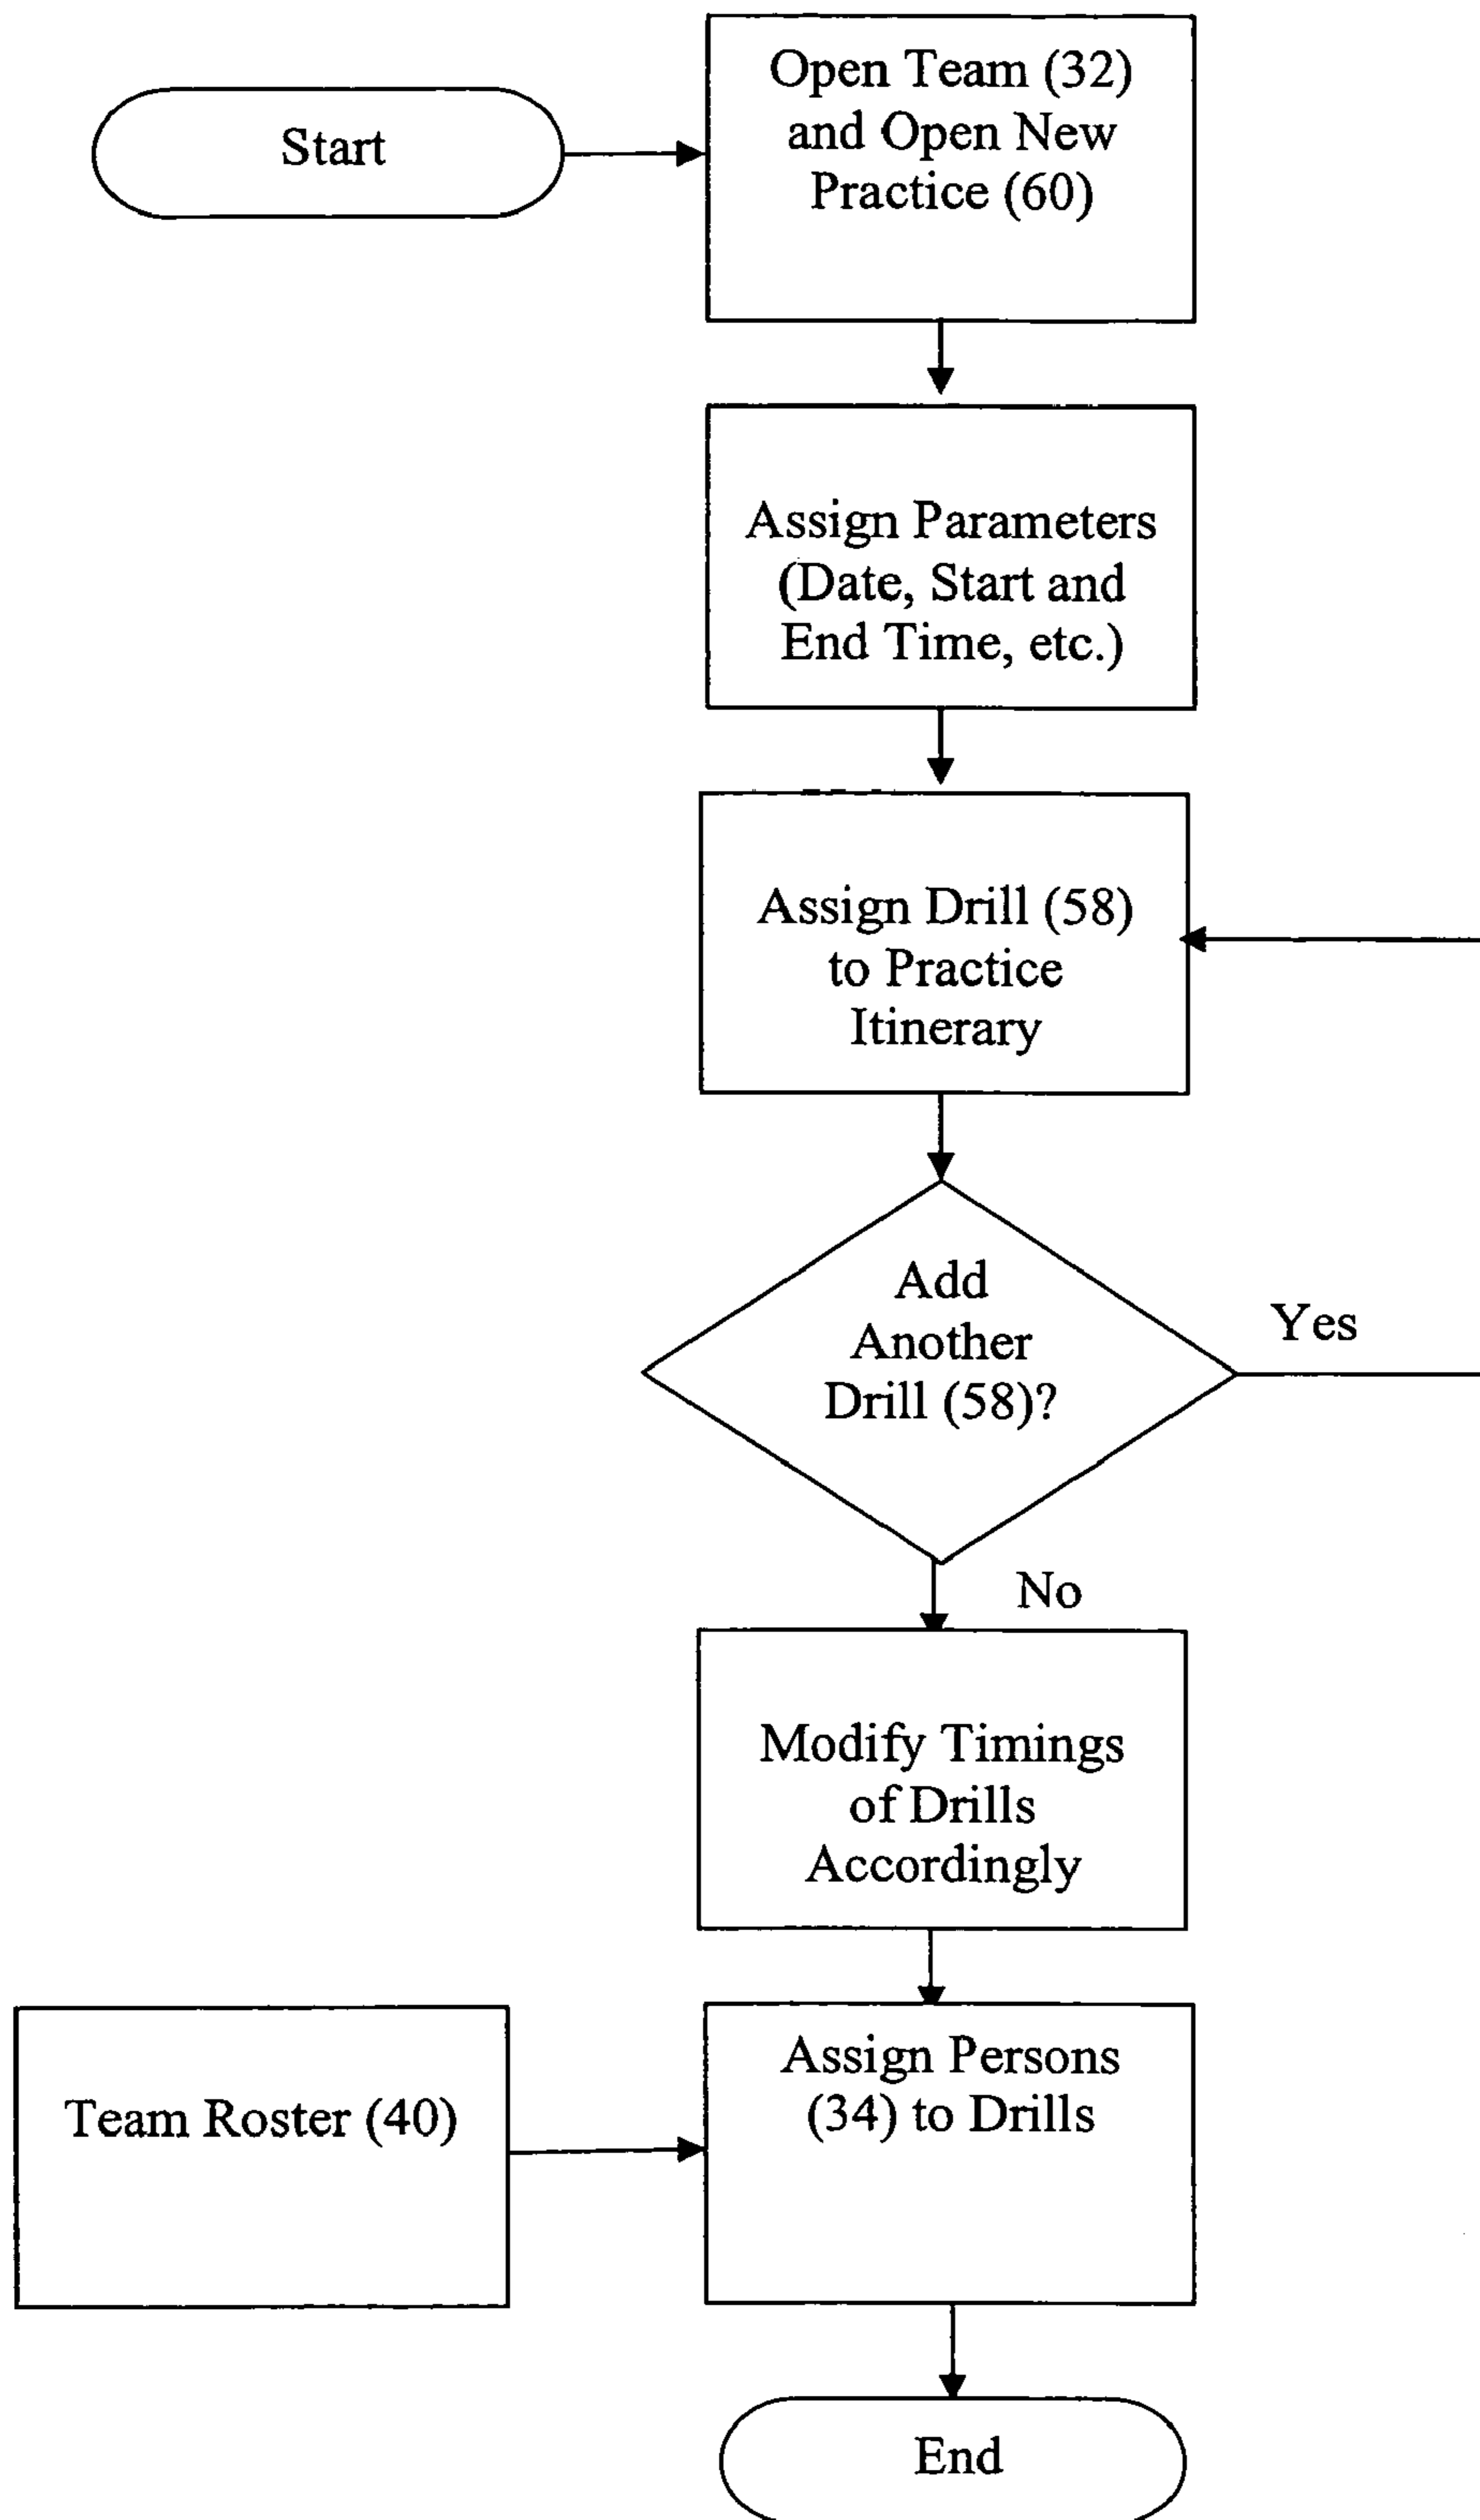 Start
Open Team (32)
and Open New
Practice (60)
Assign Parameters
(Date, Start and
End Time, etc.)
Assign Drill (58)
to Practice
Itinerary
Add
Another
Drill (58)?
Yes
No
Modify Timings
of Drills
Accordingly
Team Roster (40)
Assign Persons
(34) to Drills
End